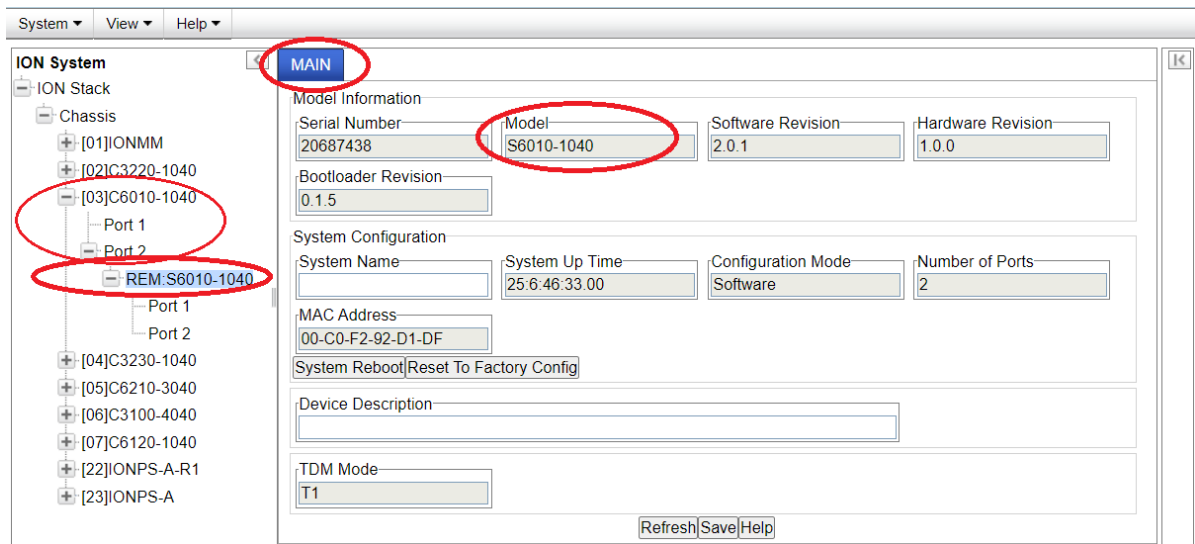 System ▾ View ▾ Help ▾
ION System
ION Stack
Chassis
[01]IONMM
[02]C3220-1040
[03]C6010-1040
Port 1
Port 2
REM:S6010-1040
Port 1
Port 2
[04]C3230-1040
[05]C6210-3040
[06]C3100-4040
[07]C6120-1040
[22]IONPS-A-R1
[23]IONPS-A
MAIN
Model Information
Serial Number Model Software Revision Hardware Revision
20687438 S6010-1040 2.0.1 1.0.0
Bootloader Revision
0.1.5
System Configuration
System Name System Up Time Configuration Mode Number of Ports
25:6:46:33.00 Software 2
MAC Address
00-C0-F2-92-D1-DF
System Reboot Reset To Factory Config
Device Description
TDM Mode
T1
Refresh Save Help